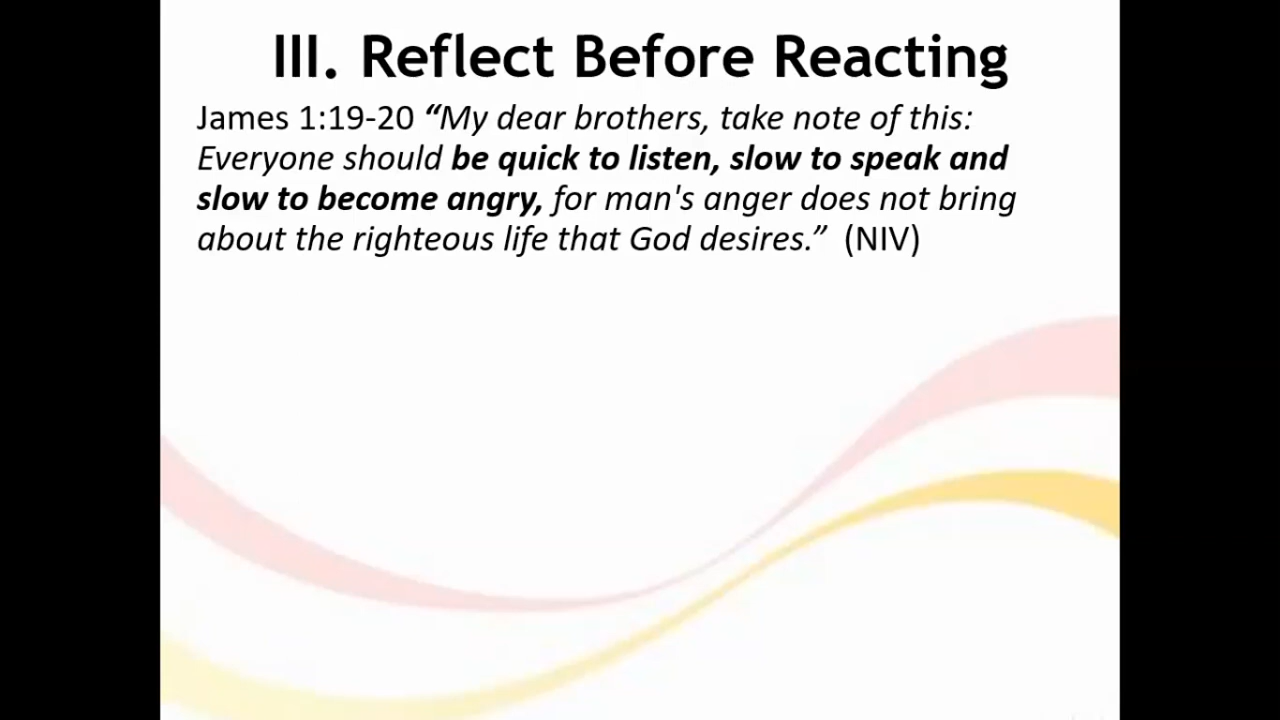 III. Reflect Before Reacting
James 1:19-20 “My dear brothers, take note of this:
Everyone should be quick to listen, slow to speak and
slow to become angry, for man's anger does not bring
about the righteous life that God desires.” (NIV)